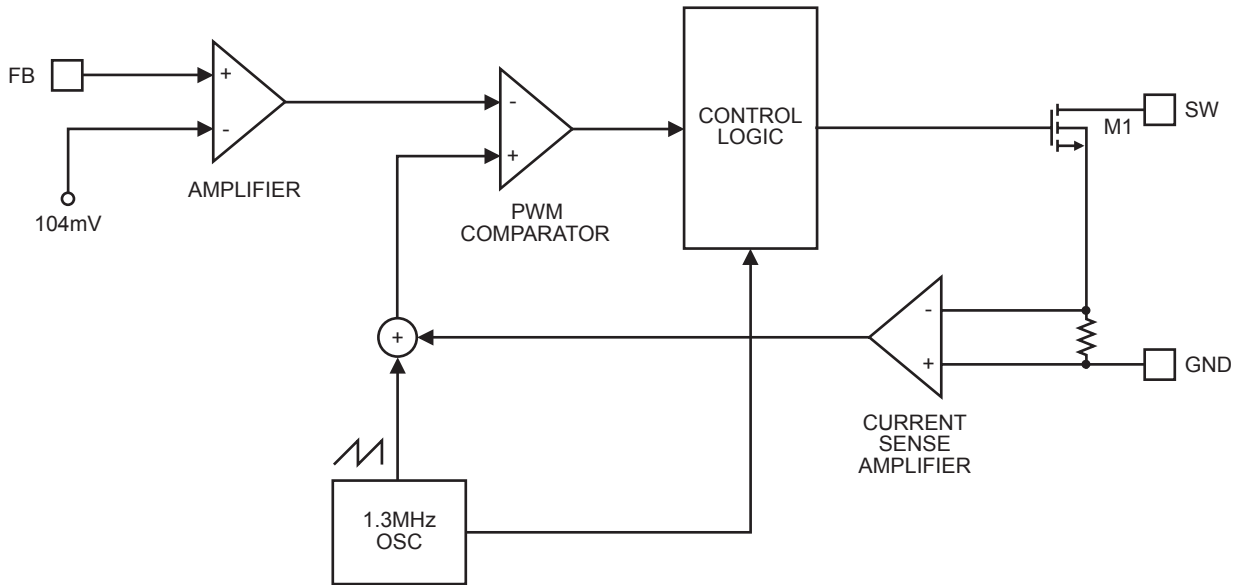 FB
+
-
104mV
AMPLIFIER
-
+
PWM
COMPARATOR
CONTROL
LOGIC
M1
SW
+
-
+
CURRENT
SENSE
AMPLIFIER
GND
1.3MHz
OSC